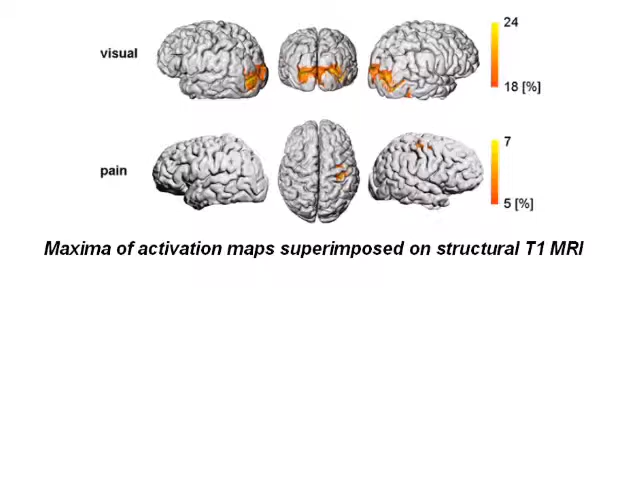 visual
24
18 [%]
pain
7
5 [%]
Maxima of activation maps superimposed on structural T1 MRI